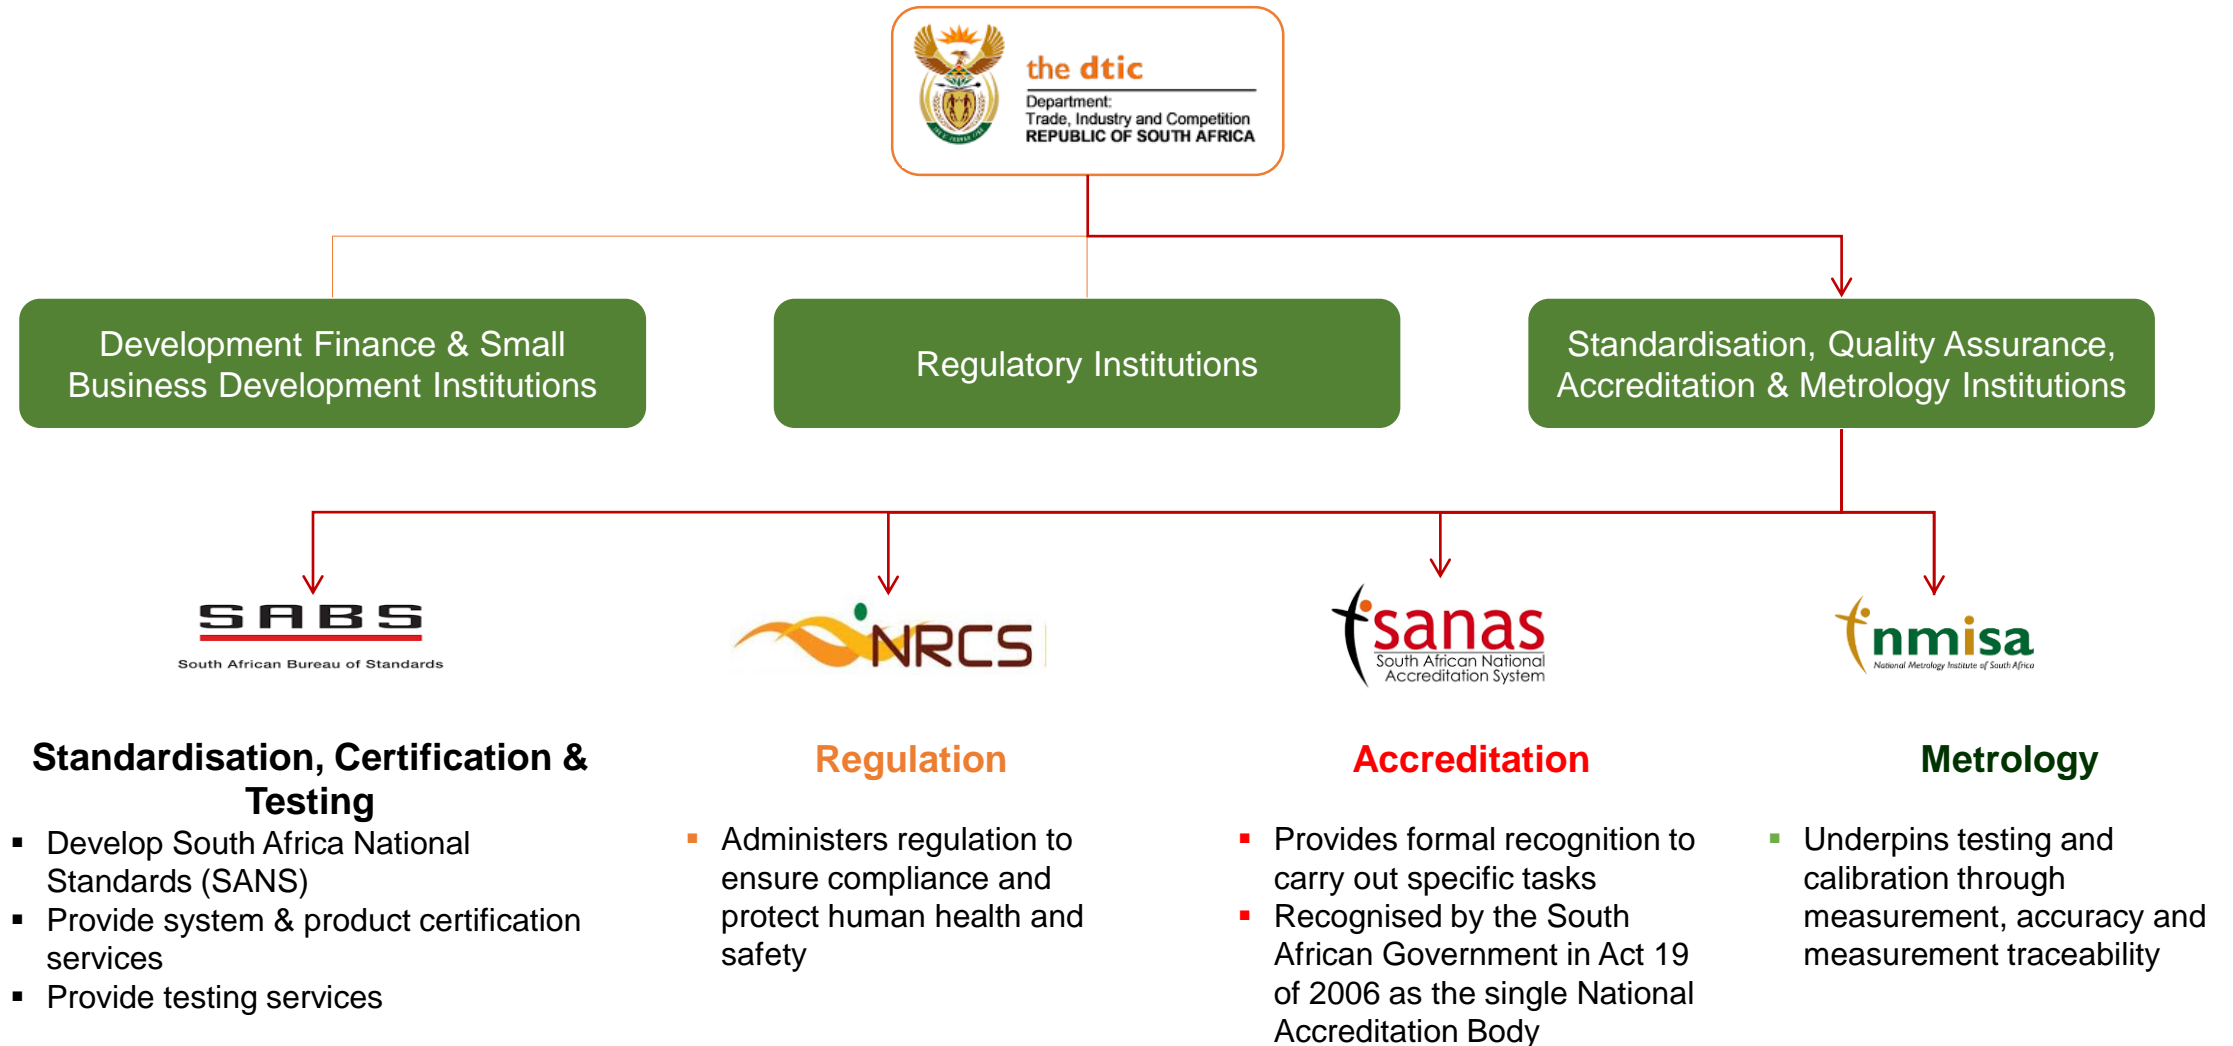 the dtic
Department:
Trade, Industry and Competition
REPUBLIC OF SOUTH AFRICA
Development Finance & Small
Business Development Institutions
Regulatory Institutions
Standardisation, Quality Assurance,
Accreditation & Metrology Institutions
SABS
South African Bureau of Standards
NRCS
sanas
South African National
Accreditation System
nmisa
National Metrology Institute of South Africa
Standardisation, Certification &
Testing
▪ Develop South Africa National
Standards (SANS)
▪ Provide system & product certification
services
▪ Provide testing services
Regulation
▪ Administers regulation to
ensure compliance and
protect human health and
safety
Accreditation
▪ Provides formal recognition to
carry out specific tasks
▪ Recognised by the South
African Government in Act 19
of 2006 as the single National
Accreditation Body
Metrology
▪ Underpins testing and
calibration through
measurement, accuracy and
measurement traceability